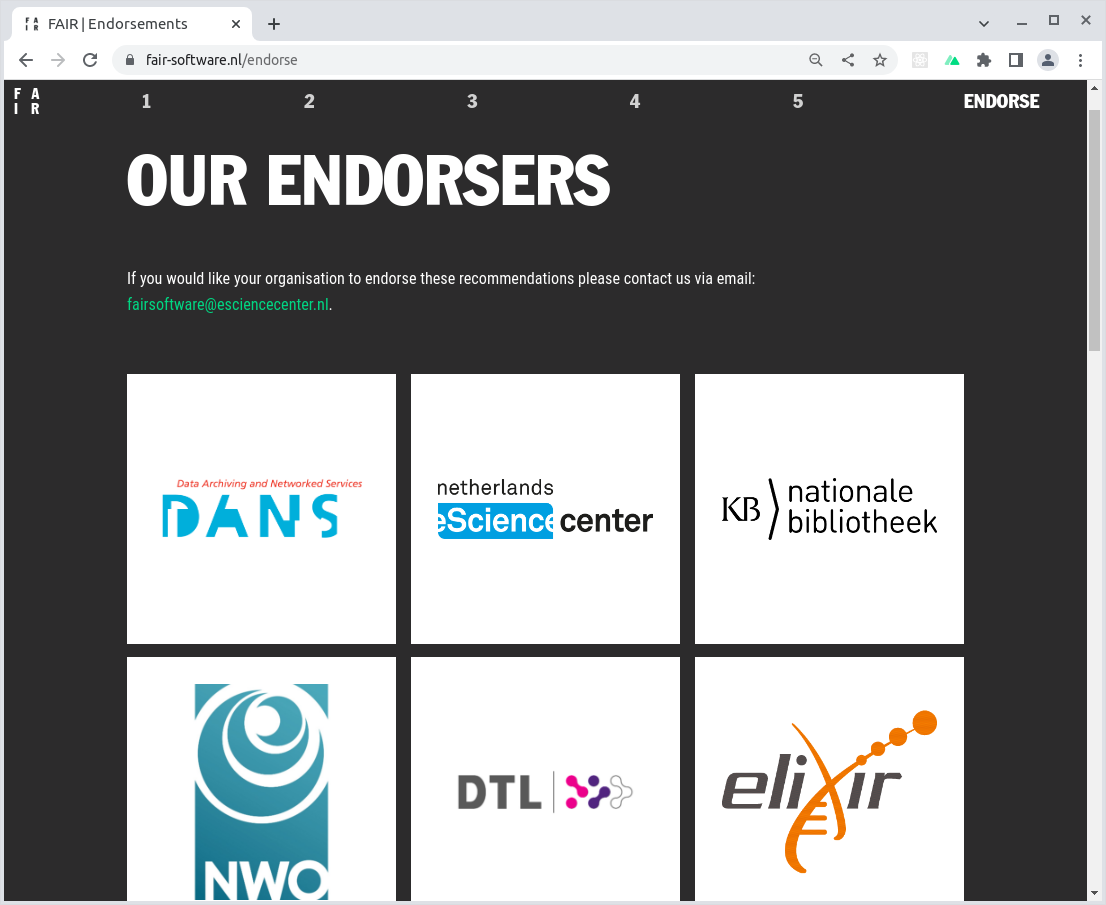 FAIR | Endorsements
fair-software.nl/endorse
F A
I R
1 2 3 4 5 ENDORSE
OUR ENDORSERS
If you would like your organisation to endorse these recommendations please contact us via email:
fairsoftware@esciencecenter.nl.
Data Archiving and Networked Services
DANS
netherlands
eScience center
KB nationale
bibliotheek
NWO
DTL
elixir